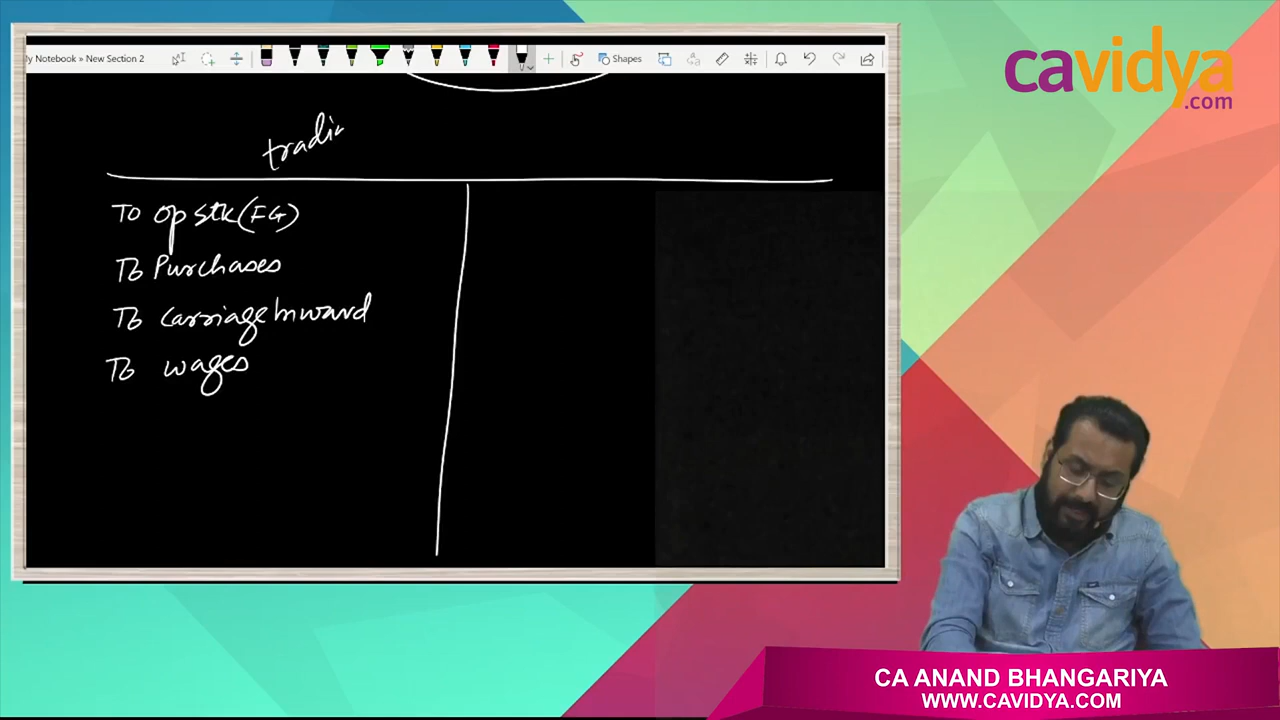 y Notebook » New Section 2
Shapes
cavidya
.com
tradi
To op stk (FG)
To Purchases
To Carriage Inward
To wages
CA ANAND BHANGARIYA
WWW.CAVIDYA.COM